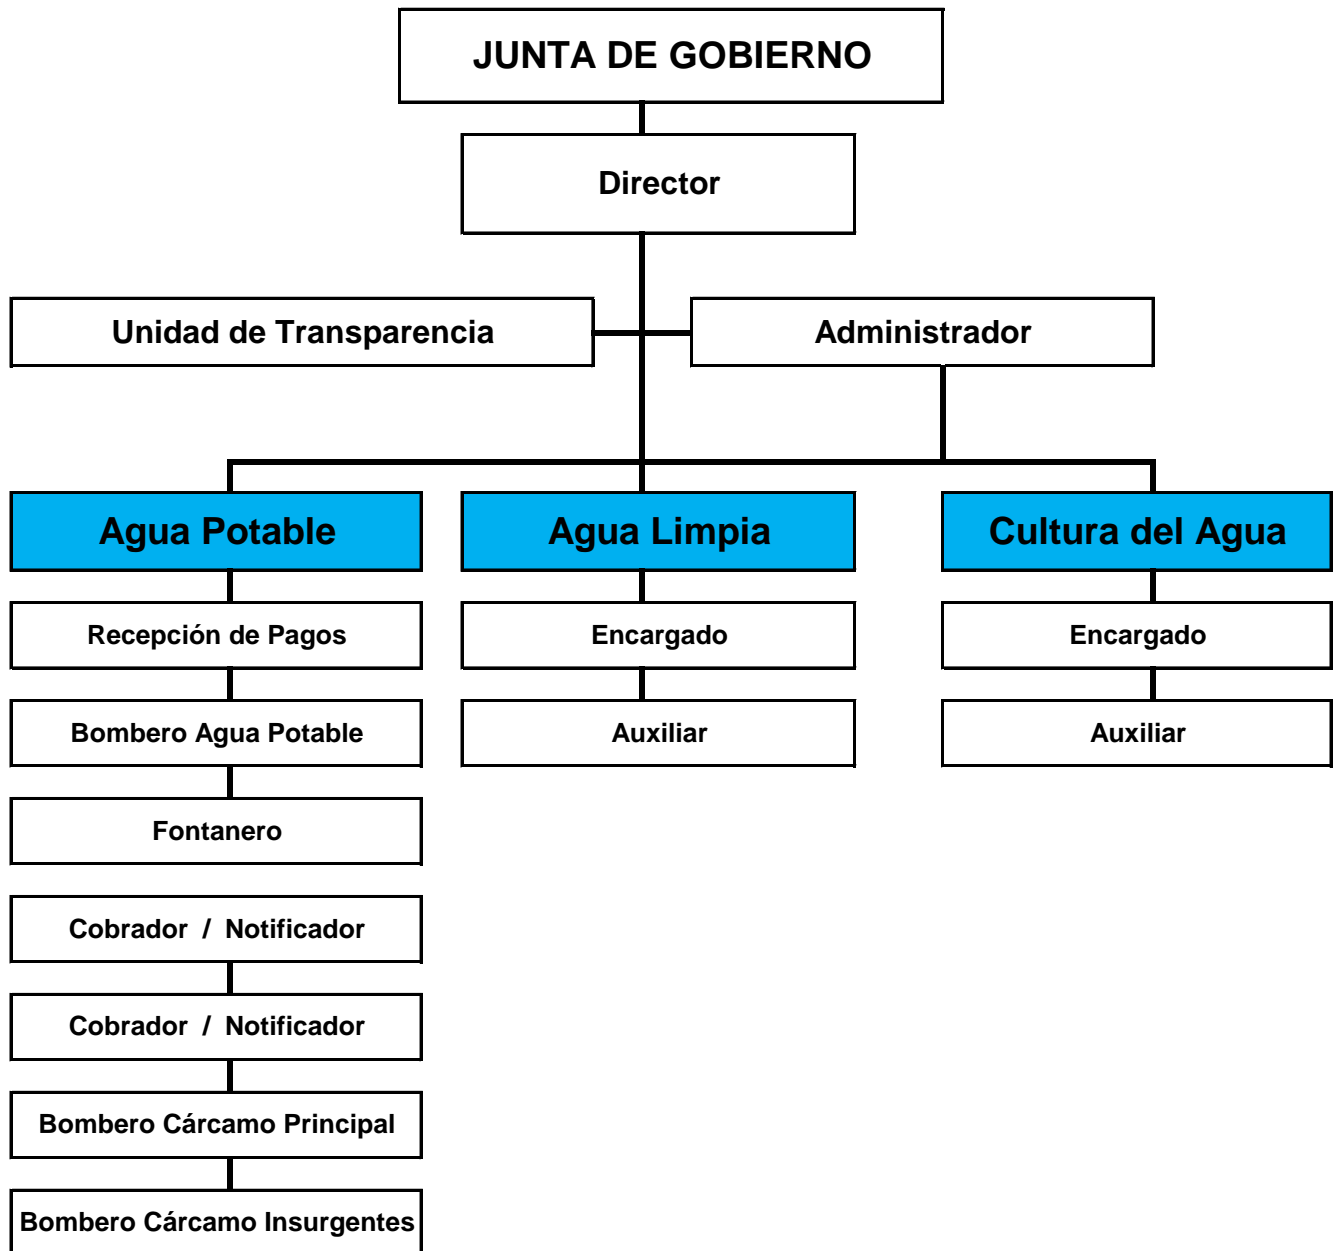 JUNTA DE GOBIERNO
Director
Unidad de Transparencia
Administrador
Agua Potable
Agua Limpia
Cultura del Agua
Recepción de Pagos
Encargado
Encargado
Bombero Agua Potable
Auxiliar
Auxiliar
Fontanero
Cobrador / Notificador
Cobrador / Notificador
Bombero Cárcamo Principal
Bombero Cárcamo Insurgentes